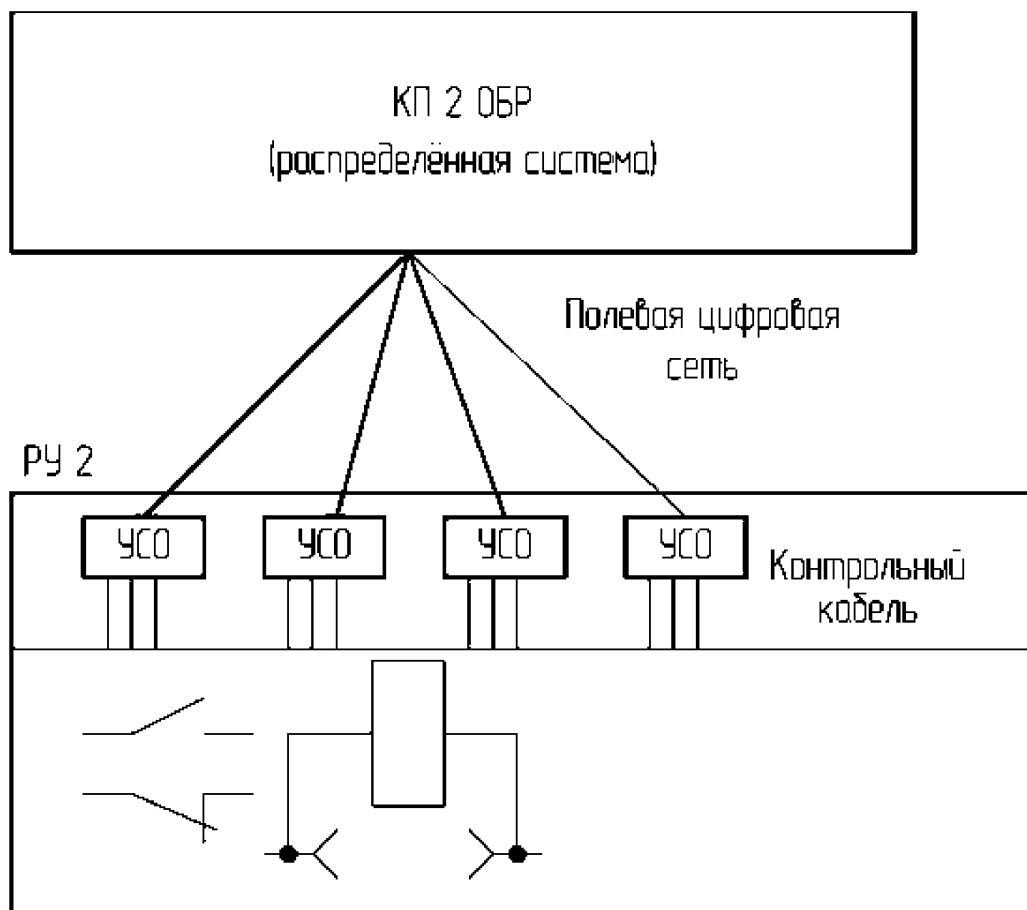 КП 2 ОБР
(распределённая система)
Полевая цифровая
сеть
РУ 2
УСО УСО УСО УСО
Контрольный
кабель